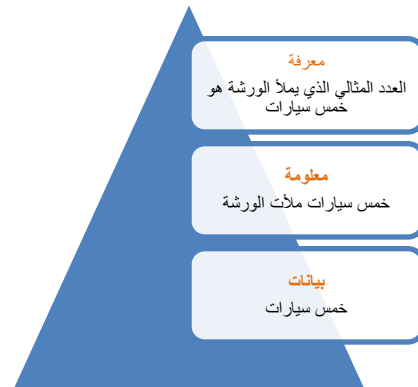 معرفة
العدد المثالي الذي يملأ الورشة هو
خمس سيارات
معلومة
خمس سيارات ملأت الورشة
بيانات
خمس سيارات